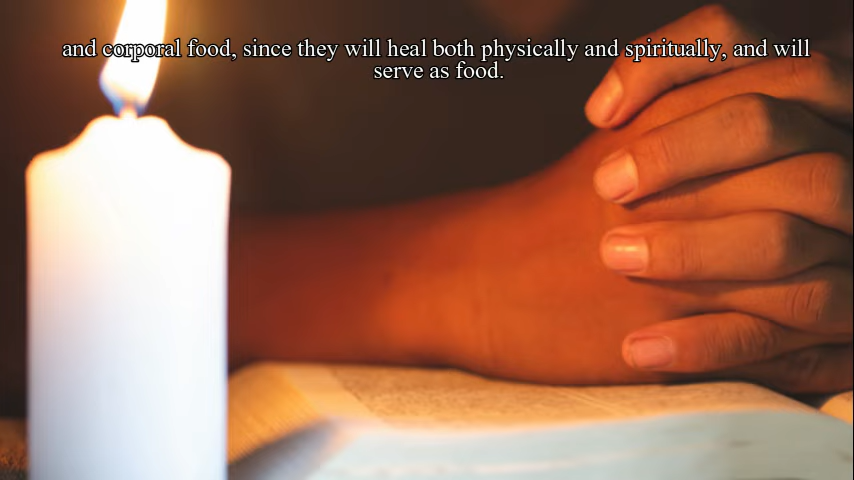 and corporal food, since they will heal both physically and spiritually, and will
serve as food.